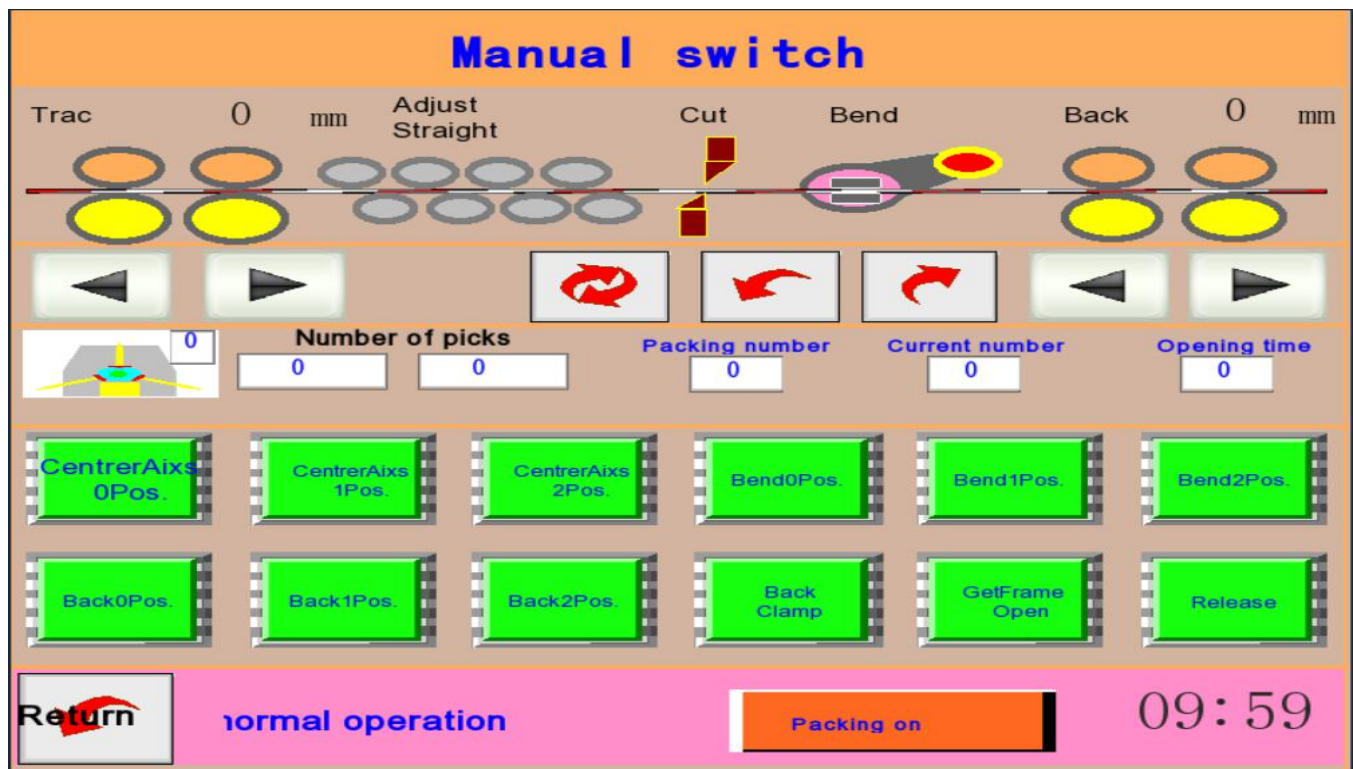 Manual switch
Trac 0 mm Adjust Straight Cut Bend Back 0 mm
0 Number of picks Packing number Current number Opening time
0 0 0 0 0
CentrerAixs 0Pos.
CentrerAixs 1Pos.
CentrerAixs 2Pos.
Bend0Pos.
Bend1Pos.
Bend2Pos.
Back0Pos.
Back1Pos.
Back2Pos.
Back Clamp
GetFrame Open
Release
Return
normal operation
Packing on
09:59